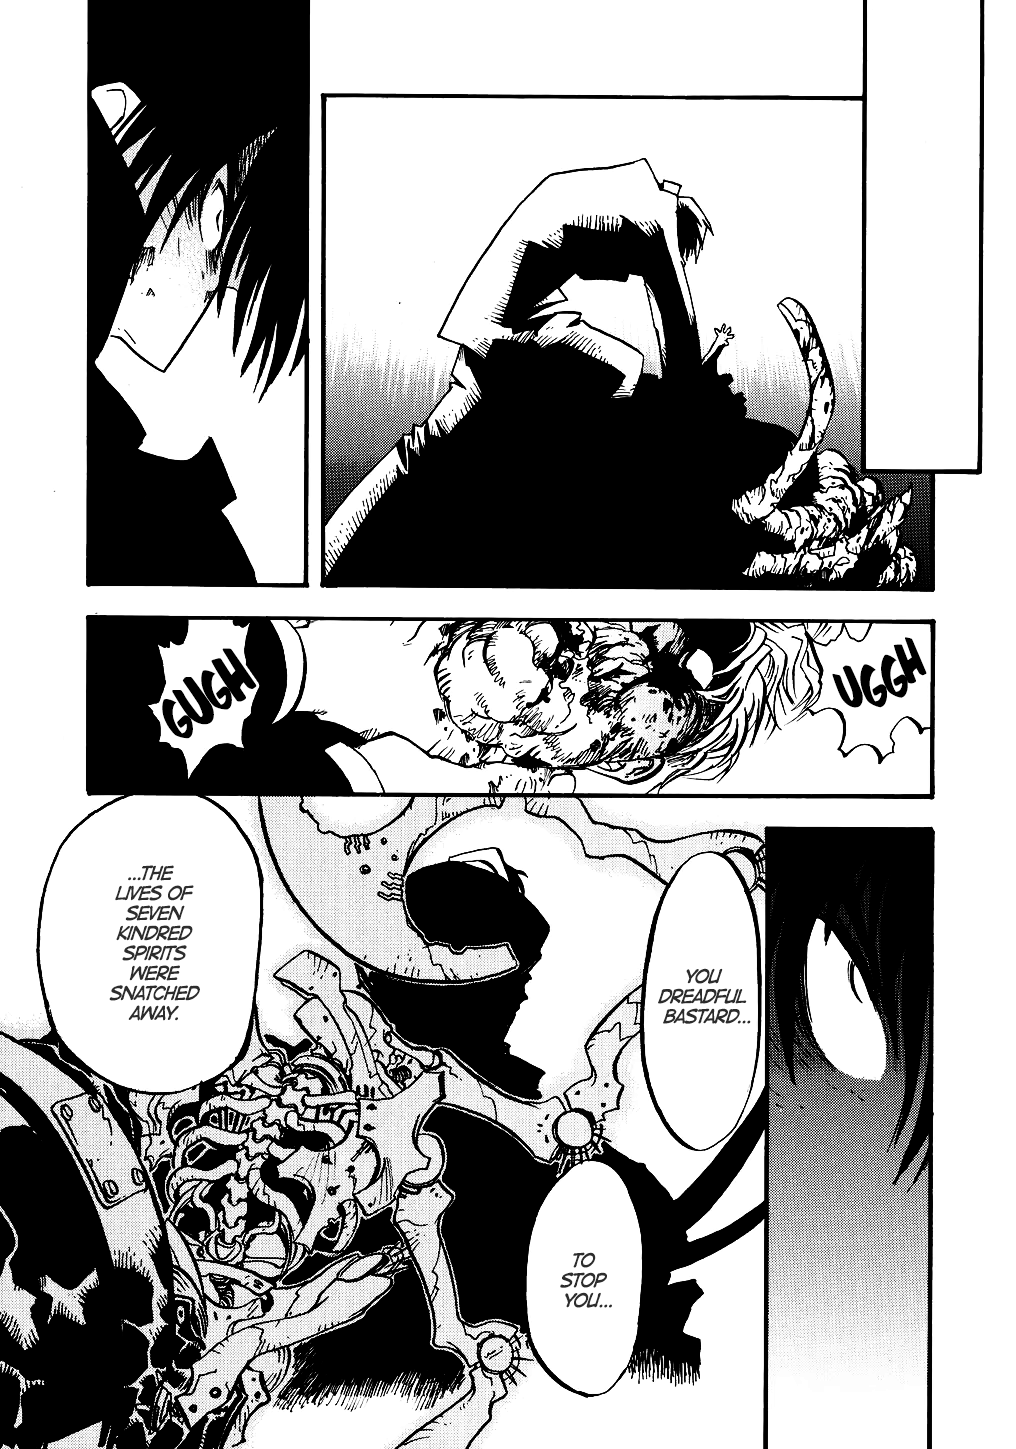 UGGH
GUGH
YOU
DREADFUL
BASTARD...
TO
STOP
YOU...
...THE
LIVES OF
SEVEN
KINDRED
SPIRITS
WERE
SNATCHED
AWAY.